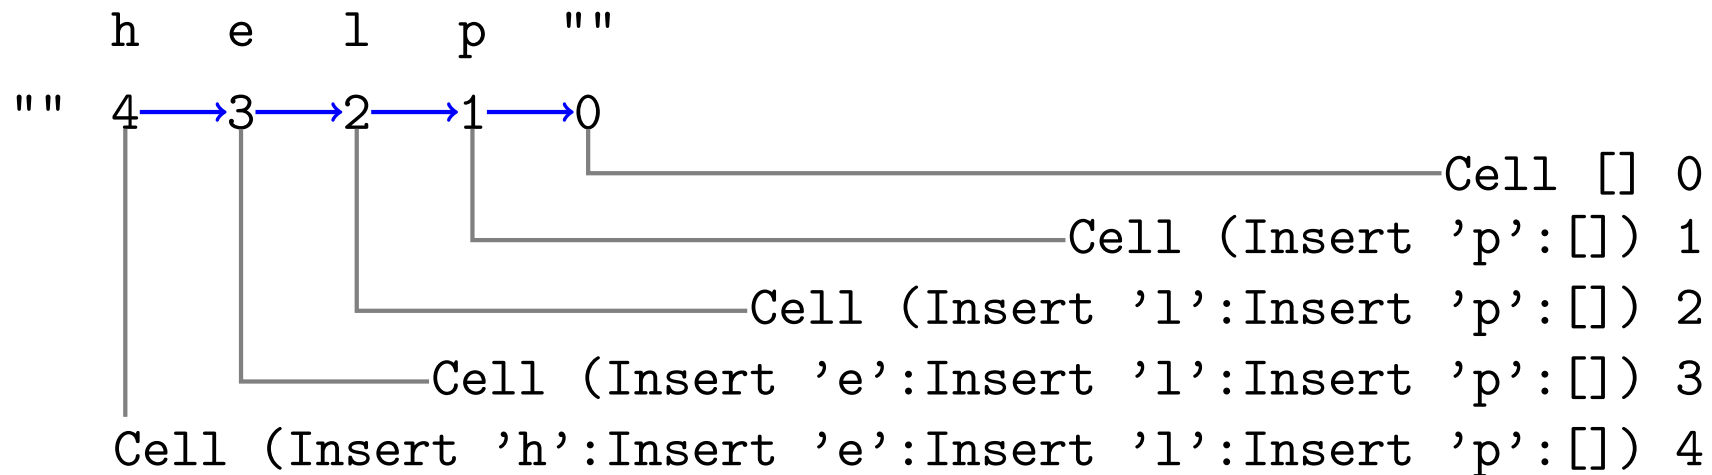 h e l p ""
"" 4 3 2 1 0
Cell [] 0
Cell (Insert 'p':[]) 1
Cell (Insert 'l':Insert 'p':[]) 2
Cell (Insert 'e':Insert 'l':Insert 'p':[]) 3
Cell (Insert 'h':Insert 'e':Insert 'l':Insert 'p':[]) 4